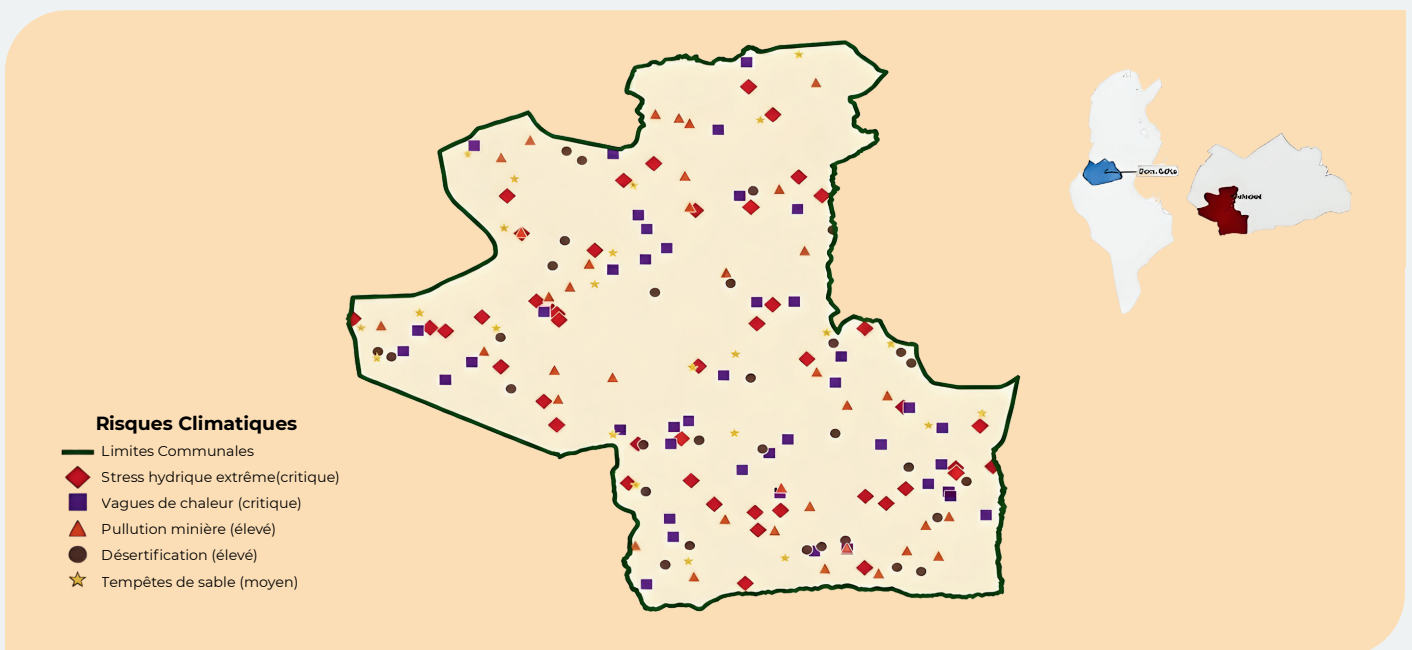 Risques Climatiques
Limites Communales
Stress hydrique extrême(critique)
Vagues de chaleur (critique)
Pullution minière (élevé)
Désertification (élevé)
Tempêtes de sable (moyen)